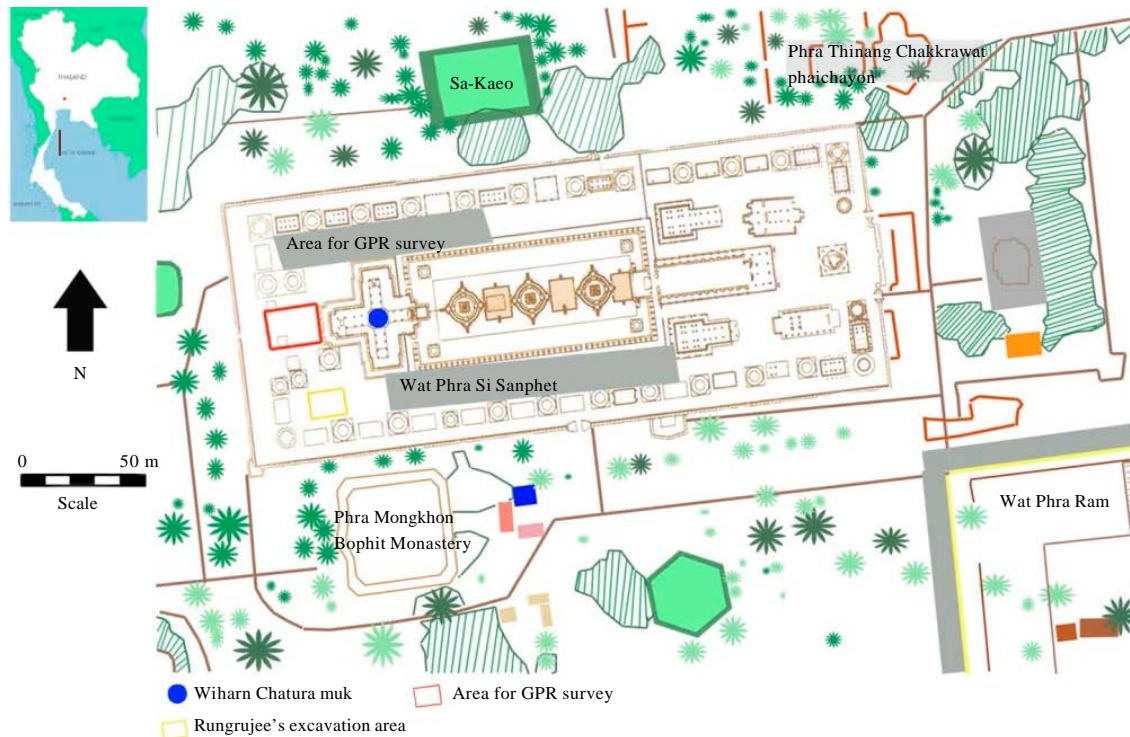 THAILAND
Sa-Kaeo
Phra Thinang Chakkrawat
phaichayon
Area for GPR survey
Wat Phra Si Sanphet
N
0 50 m
Scale
Phra Mongkhon
Bophit Monastery
Wat Phra Ram
Wiharn Chatura muk
Area for GPR survey
Rungrujee's excavation area